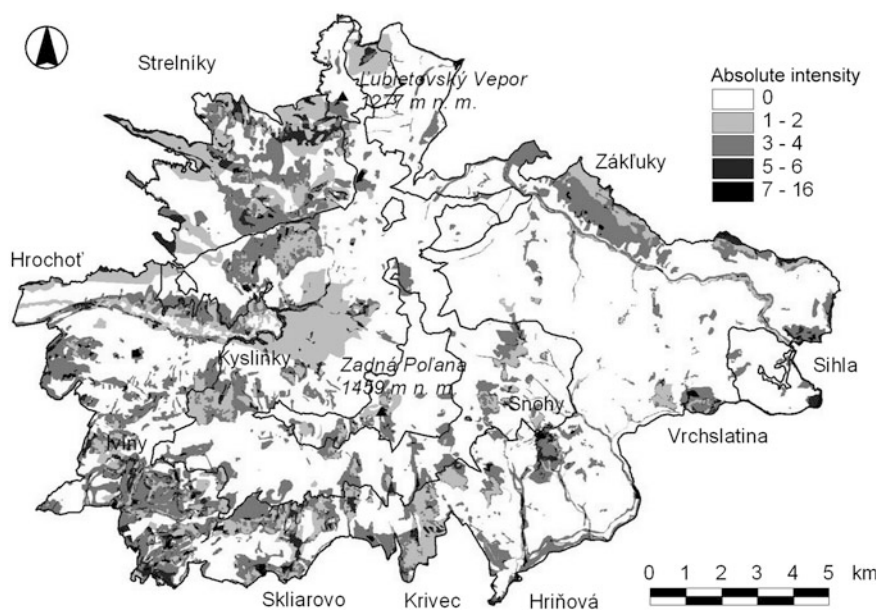 Strelníky
Ľubietovský Vepor
1277 m n. m.
Absolute intensity
0
1 - 2
3 - 4
5 - 6
7 - 16
Zákľuky
Hrochoť
Kyslinky
Zadná Poľana
1459 m n. m.
Snohy
Sihla
Vrchslatina
Iviny
Skliarovo
Krivec
Hriňová
0 1 2 3 4 5 km